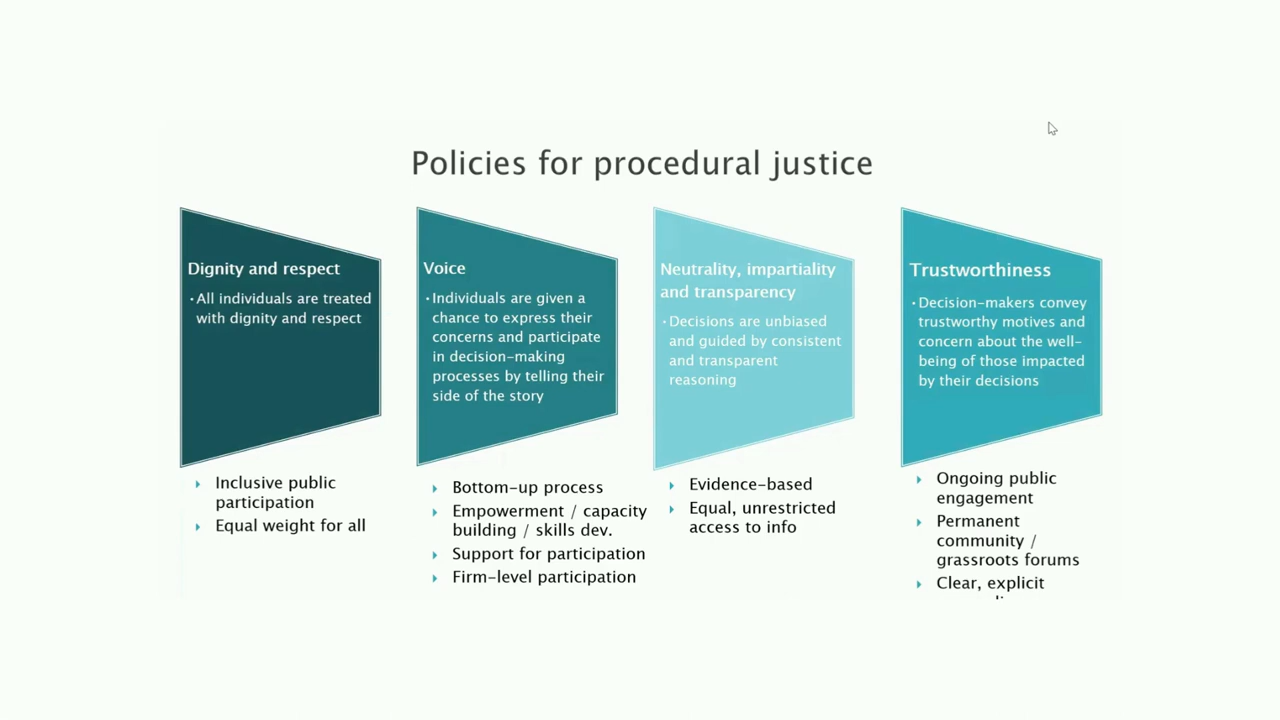 Policies for procedural justice
Dignity and respect
·All individuals are treated
with dignity and respect
Inclusive public
participation
Equal weight for all
Voice
·Individuals are given a
chance to express their
concerns and participate
in decision-making
processes by telling their
side of the story
Bottom-up process
Empowerment / capacity
building / skills dev.
Support for participation
Firm-level participation
Neutrality, impartiality
and transparency
·Decisions are unbiased
and guided by consistent
and transparent
reasoning
Evidence-based
Equal, unrestricted
access to info
Trustworthiness
·Decision-makers convey
trustworthy motives and
concern about the well-
being of those impacted
by their decisions
Ongoing public
engagement
Permanent
community /
grassroots forums
Clear, explicit